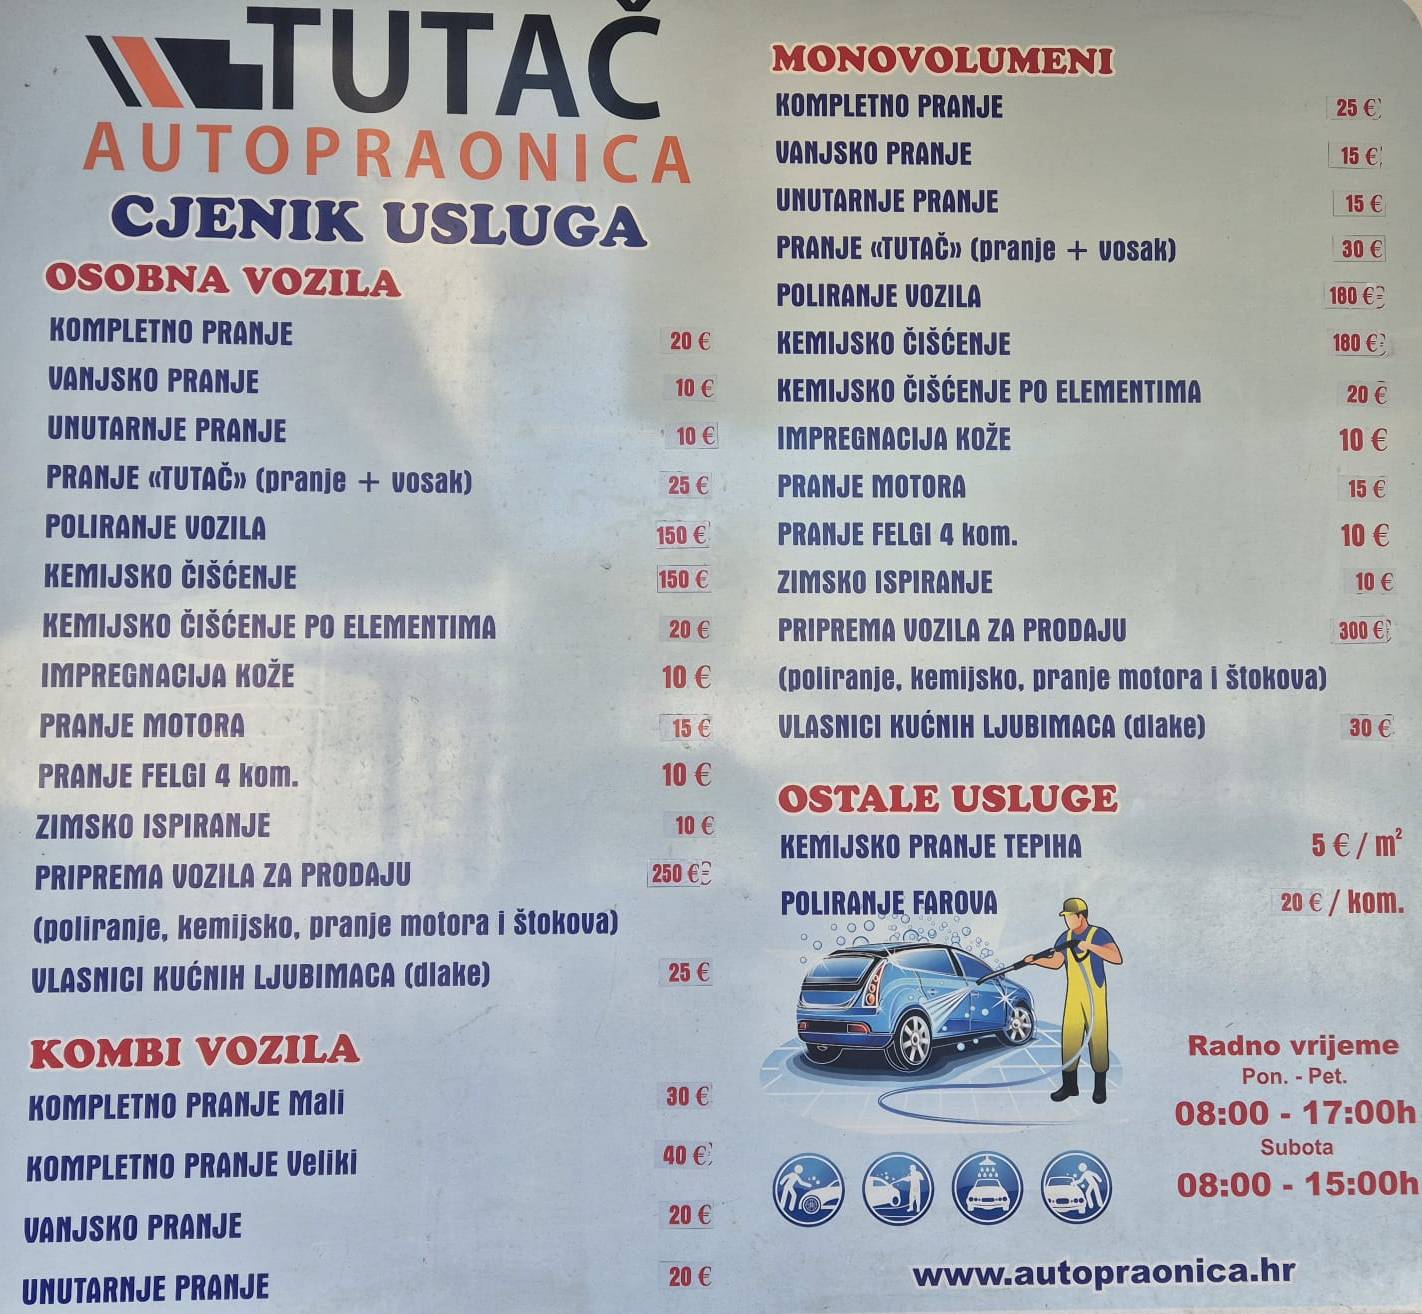 TUTAČ
AUTOPRAONICA
CJENIK USLUGA
OSOBNA VOZILA
KOMPLETNO PRANJE 20 €
VANJSKO PRANJE 10 €
UNUTARNJE PRANJE 10 €
PRANJE «TUTAČ» (pranje + vosak) 25 €
POLIRANJE VOZILA 150 €
KEMIJSKO ČIŠĆENJE 150 €
KEMIJSKO ČIŠĆENJE PO ELEMENTIMA 20 €
IMPREGNACIJA KOŽE 10 €
PRANJE MOTORA 15 €
PRANJE FELGI 4 kom. 10 €
ZIMSKO ISPIRANJE 10 €
PRIPREMA VOZILA ZA PRODAJU 250 €
(poliranje, kemijsko, pranje motora i štokova)
VLASNICI KUĆNIH LJUBIMACA (dlake) 25 €
KOMBI VOZILA
KOMPLETNO PRANJE Mali 30 €
KOMPLETNO PRANJE Veliki 40 €
VANJSKO PRANJE 20 €
UNUTARNJE PRANJE 20 €
MONOVOLUMENI
KOMPLETNO PRANJE 25 €
VANJSKO PRANJE 15 €
UNUTARNJE PRANJE 15 €
PRANJE «TUTAČ» (pranje + vosak) 30 €
POLIRANJE VOZILA 180 €
KEMIJSKO ČIŠĆENJE 180 €
KEMIJSKO ČIŠĆENJE PO ELEMENTIMA 20 €
IMPREGNACIJA KOŽE 10 €
PRANJE MOTORA 15 €
PRANJE FELGI 4 kom. 10 €
ZIMSKO ISPIRANJE 10 €
PRIPREMA VOZILA ZA PRODAJU 300 €
(poliranje, kemijsko, pranje motora i štokova)
VLASNICI KUĆNIH LJUBIMACA (dlake) 30 €
OSTALE USLUGE
KEMIJSKO PRANJE TEPIHA 5 € / m²
POLIRANJE FAROVA 20 € / kom.
Radno vrijeme
Pon. - Pet.
08:00 - 17:00h
Subota
08:00 - 15:00h
www.autopraonica.hr